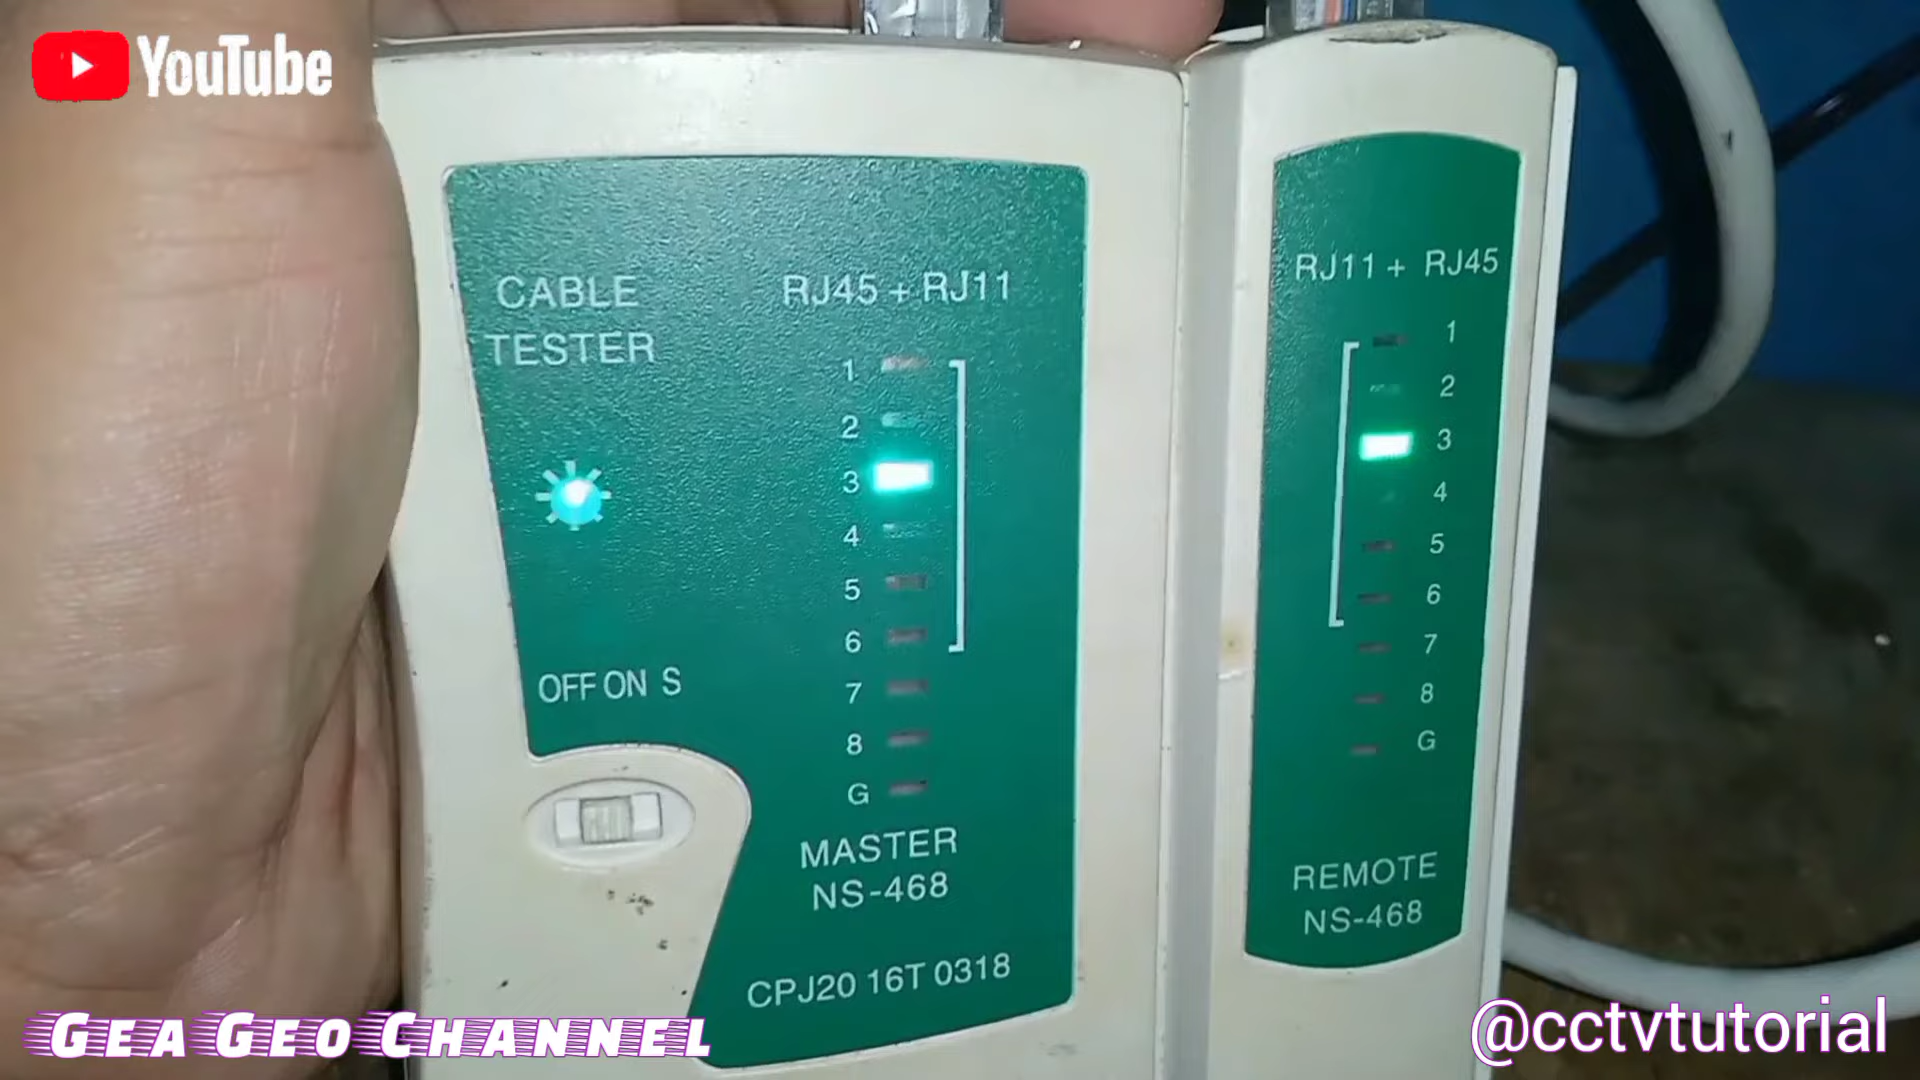 YouTube
CABLE
TESTER
RJ45 + RJ11
1
2
3
4
5
6
7
8
G
OFF ON S
MASTER
NS-468
CPJ20 16T 0318
RJ11 + RJ45
1
2
3
4
5
6
7
8
G
REMOTE
NS-468
GEA GEO CHANNEL
@cctvtutorial